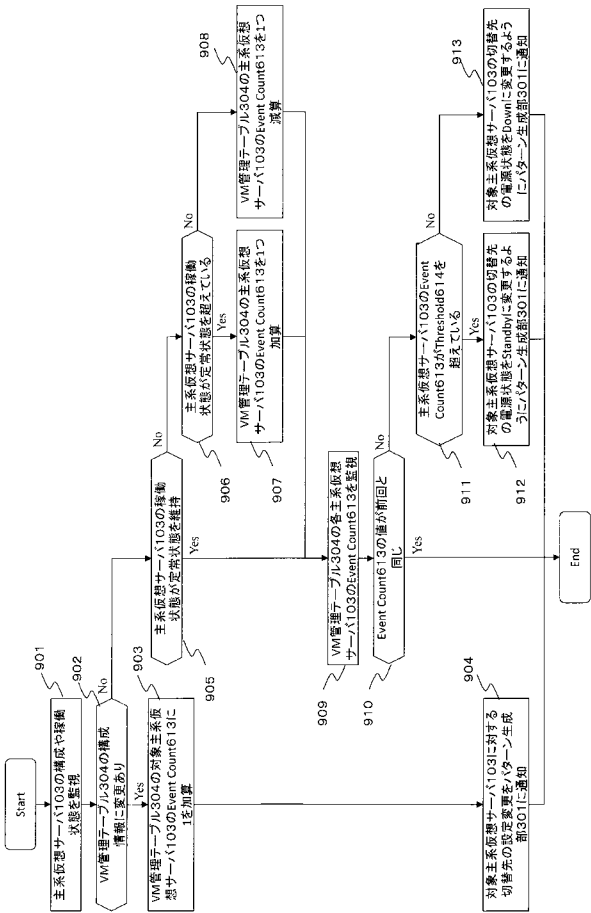 Start
主系仮想サーバ103の構成や稼働
状態を監視
901
VM管理テーブル304の構成
情報に変更あり
902
No
Yes
VM管理テーブル304の対象主系仮
想サーバ103のEvent Count613に
1を加算
903
対象主系仮想サーバ103に対する
切替先の設定変更をパターン生成
部301に通知
904
主系仮想サーバ103の稼働
状態が定常状態を維持
905
No
Yes
主系仮想サーバ103の稼働
状態が定常状態を超えている
906
No
Yes
VM管理テーブル304の主系仮想
サーバ103のEvent Count613を1つ
加算
907
VM管理テーブル304の主系仮想
サーバ103のEvent Count613を1つ
減算
908
VM管理テーブル304の各主系仮想
サーバ103のEvent Count613を監視
909
Event Count613の値が前回と
同じ
910
No
Yes
主系仮想サーバ103のEvent
Count613がThreshold614を
超えている
911
No
Yes
対象主系仮想サーバ103の切替先
の電源状態をStandbyに変更するよ
うにパターン生成部301に通知
912
対象主系仮想サーバ103の切替先
の電源状態をDownに変更するよう
にパターン生成部301に通知
913
End